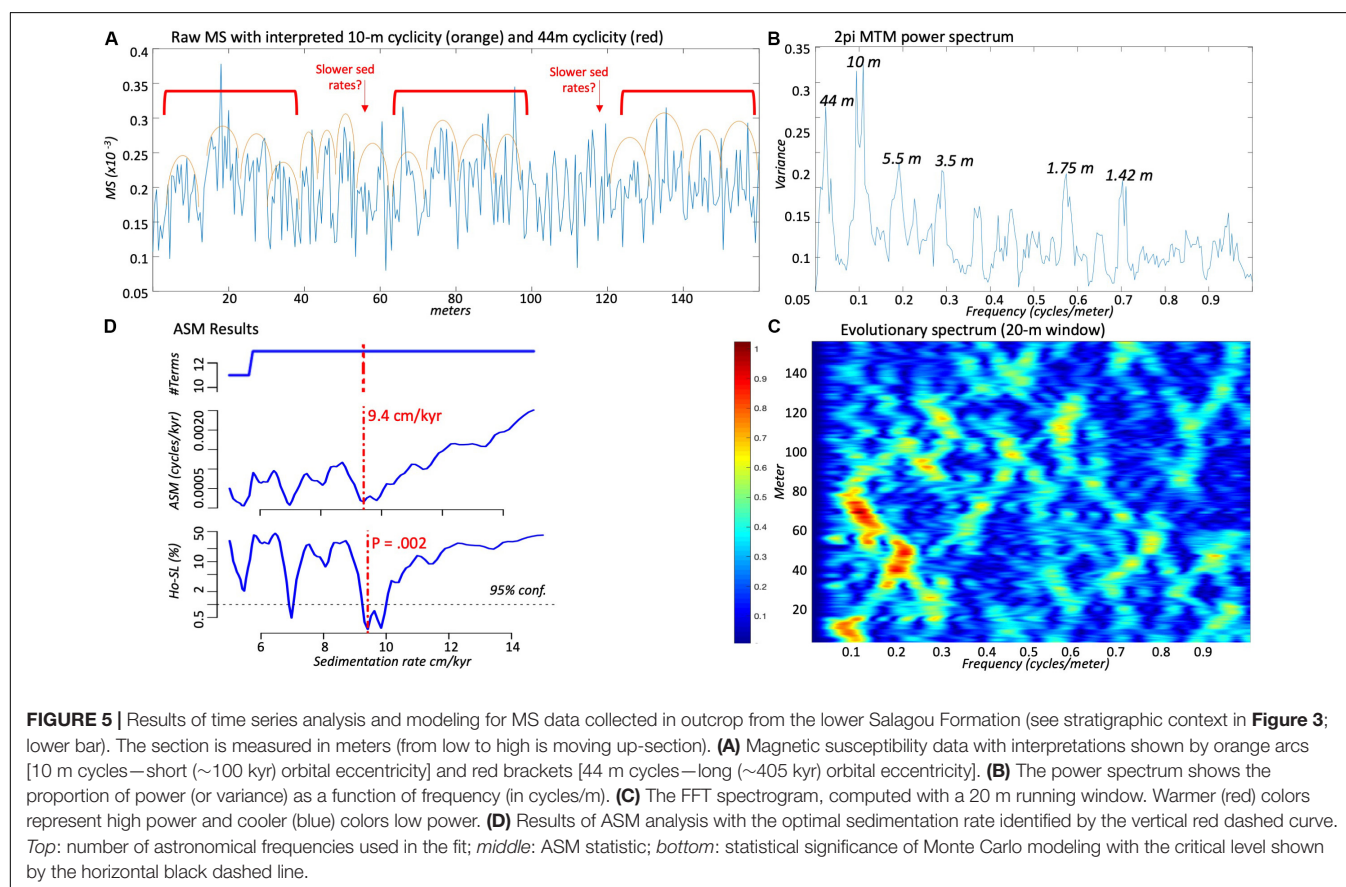 A
Raw MS with interpreted 10-m cyclicity (orange) and 44m cyclicity (red)
0.4
0.35
0.3
0.25
0.2
0.15
0.1
0.05
MS (x10 -3)
Slower sed
rates?
Slower sed
rates?
20
40
60
80
100
120
140
meters
B
2pi MTM power spectrum
0.35
0.3
0.25
0.2
0.15
0.1
0.05
Variance
44 m
10 m
5.5 m
3.5 m
1.75 m
1.42 m
0.1
0.2
0.3
0.4
0.5
0.6
0.7
0.8
0.9
Frequency (cycles/meter)
D
ASM Results
#Terms
10
12
ASM (cycles/kyr)
0.0005
0.0020
9.4 cm/kyr
Ho-SL (%)
50
10
2
0.5
P = .002
95% conf.
6
8
10
12
14
Sedimentation rate cm/kyr
C
Evolutionary spectrum (20-m window)
1
0.9
0.8
0.7
0.6
0.5
0.4
0.3
0.2
0.1
140
120
100
80
60
40
20
Meter
0.1
0.2
0.3
0.4
0.5
0.6
0.7
0.8
0.9
Frequency (cycles/meter)
FIGURE 5 | Results of time series analysis and modeling for MS data collected in outcrop from the lower Salagou Formation (see stratigraphic context in Figure 3;
lower bar). The section is measured in meters (from low to high is moving up-section). (A) Magnetic susceptibility data with interpretations shown by orange arcs
[10 m cycles—short (∼100 kyr) orbital eccentricity] and red brackets [44 m cycles—long (∼405 kyr) orbital eccentricity]. (B) The power spectrum shows the
proportion of power (or variance) as a function of frequency (in cycles/m). (C) The FFT spectrogram, computed with a 20 m running window. Warmer (red) colors
represent high power and cooler (blue) colors low power. (D) Results of ASM analysis with the optimal sedimentation rate identified by the vertical red dashed curve.
Top: number of astronomical frequencies used in the fit; middle: ASM statistic; bottom: statistical significance of Monte Carlo modeling with the critical level shown
by the horizontal black dashed line.